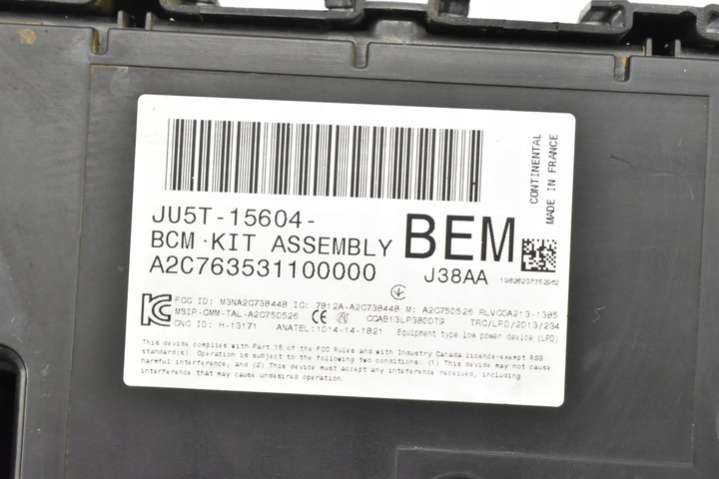 CONTINENTAL
MADE IN FRANCE
JU5T-15604-
BCM KIT ASSEMBLY
A2C763531100000
BEM
J38AA
FCC ID: M3NA2C738448 IC: 7812A-A2C738448 M: A2C750526
MSIP-CMM-TAL-A2C750526 CE TRC/LPD/2013/234
CNC ID: H-13171 ANATEL:1014-14-1821 Equipment type low power device (LPD)
This device complies with Part 15 of the FCC Rules and with Industry Canada licence-exempt RSS
standard(s). Operation is subject to the following two conditions: (1) This device may not cause
harmful interference, and (2) This device must accept any interference received, including
interference that may cause undesired operation.